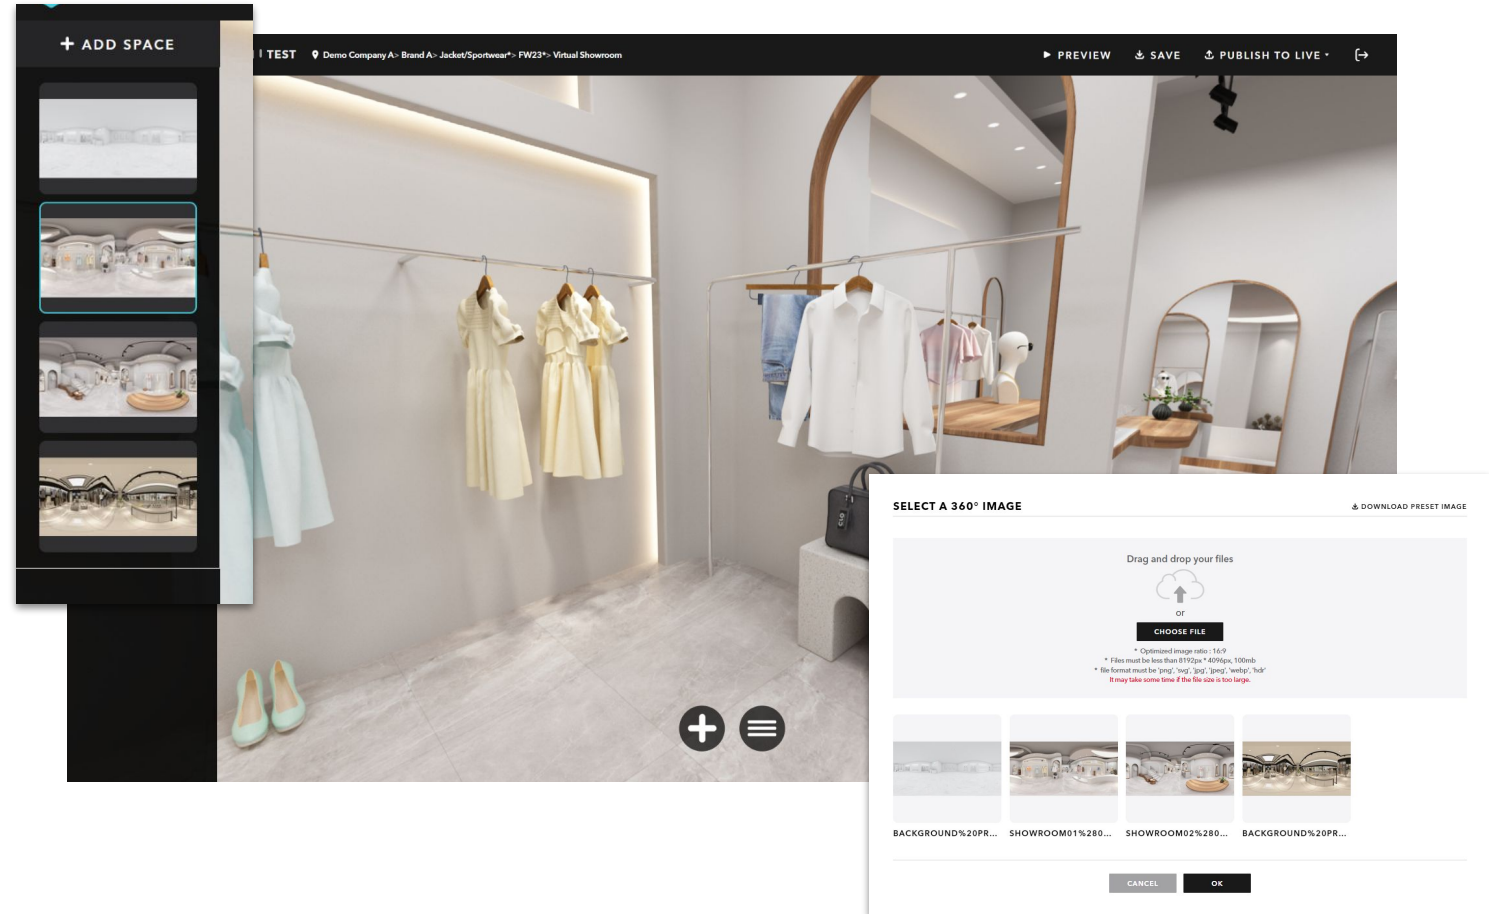 + ADD SPACE
TEST
Demo Company A> Brand A> Jacket/Sportwear*> FW23*> Virtual Showroom
PREVIEW
SAVE
PUBLISH TO LIVE
SELECT A 360° IMAGE
DOWNLOAD PRESET IMAGE
Drag and drop your files
or
CHOOSE FILE
* Optimized image ratio : 16:9
* Files must be less than 8192px * 4096px, 100mb
* file format must be 'png', 'svg', 'jpg', 'jpeg', 'webp', 'hdr'
It may take some time if the file size is too large.
BACKGROUND%20PR...
SHOWROOM01%280...
SHOWROOM02%280...
BACKGROUND%20PR...
CANCEL
OK